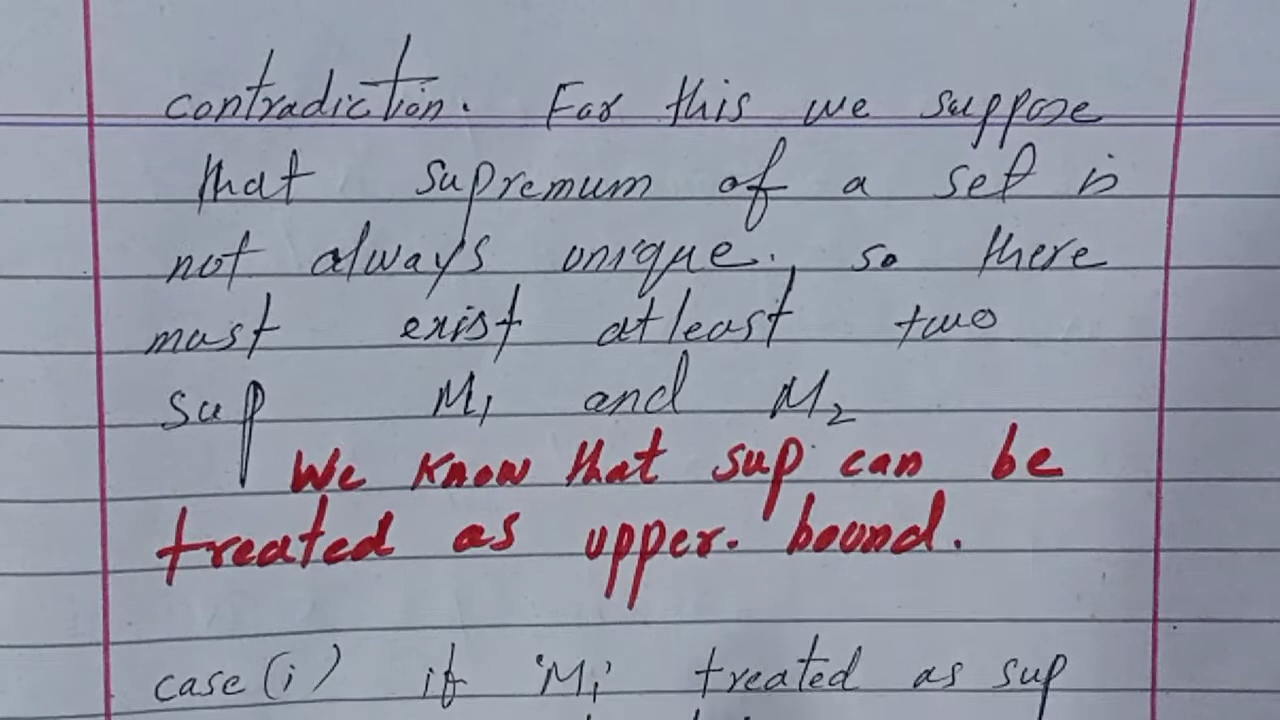 contradiction. For this we suppose
that supremum of a set is
not always unique., so there
must exist atleast two
sup M₁ and M₂
We know that sup can be
treated as upper. bound.
case (i) if 'M₁' treated as sup